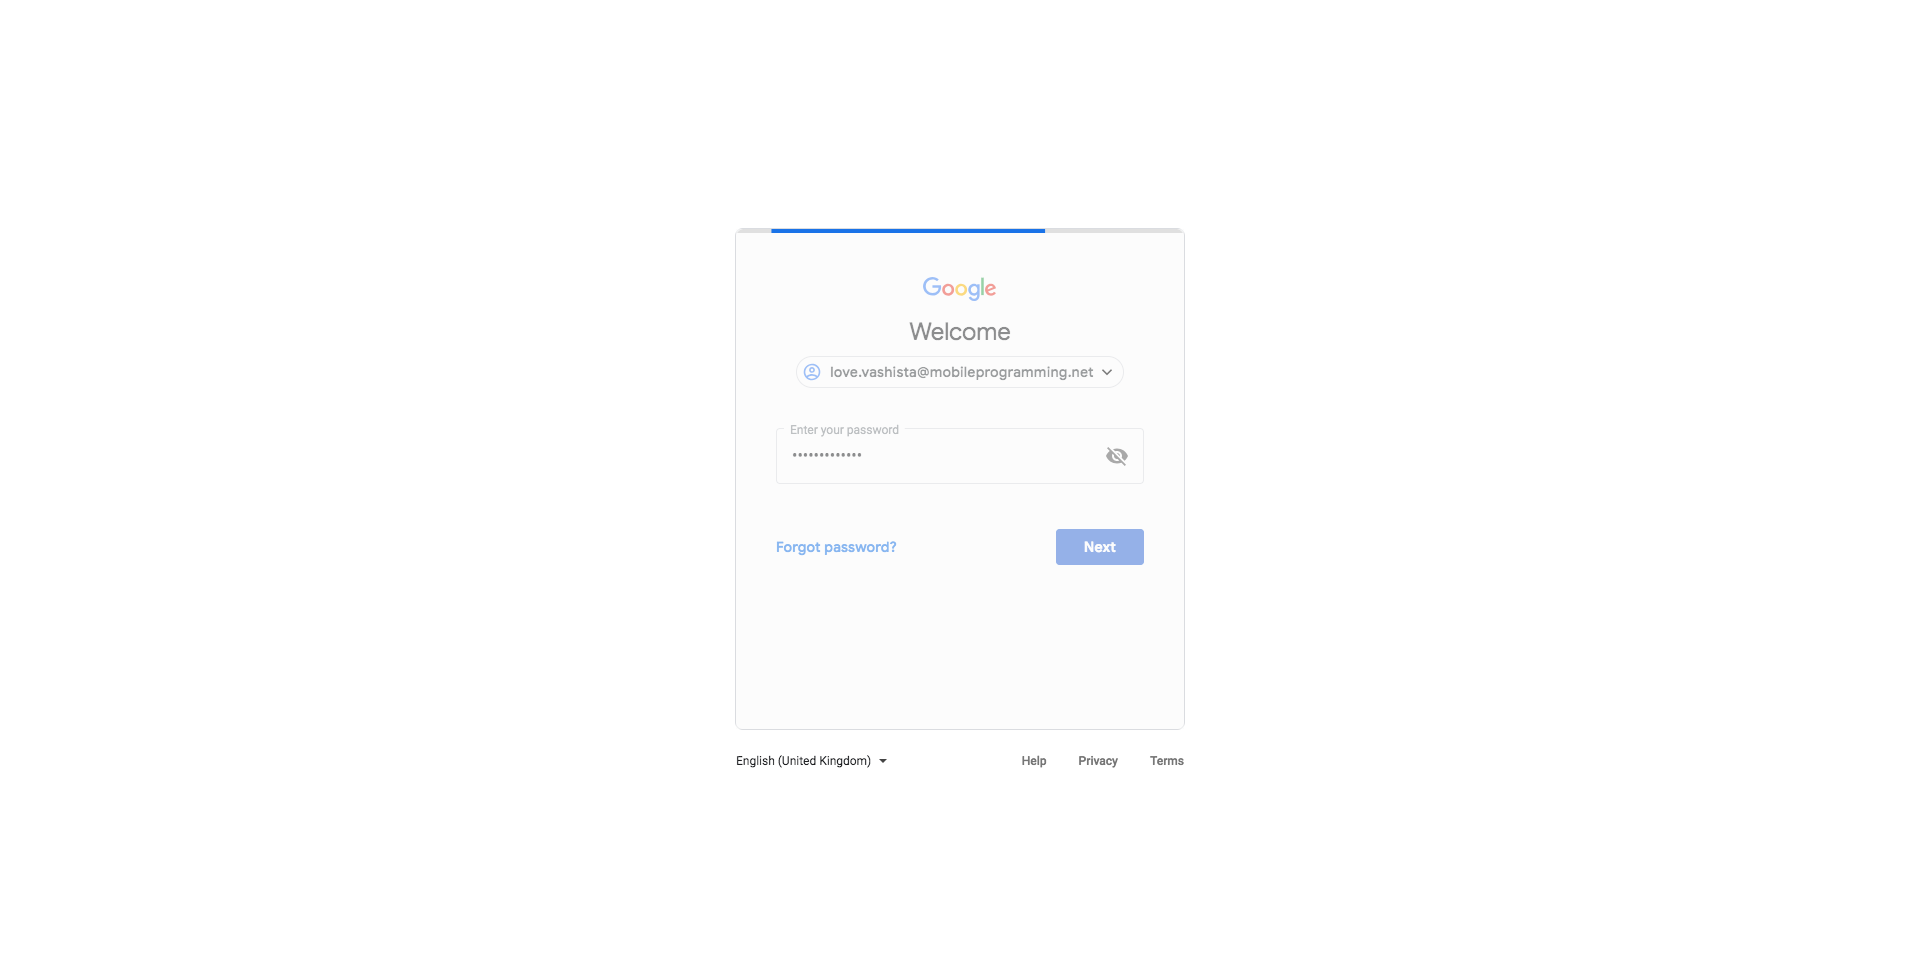 Google
Welcome
love.vashista@mobileprogramming.net
Enter your password
•••••••••••••
Forgot password?
Next
English (United Kingdom)
Help
Privacy
Terms